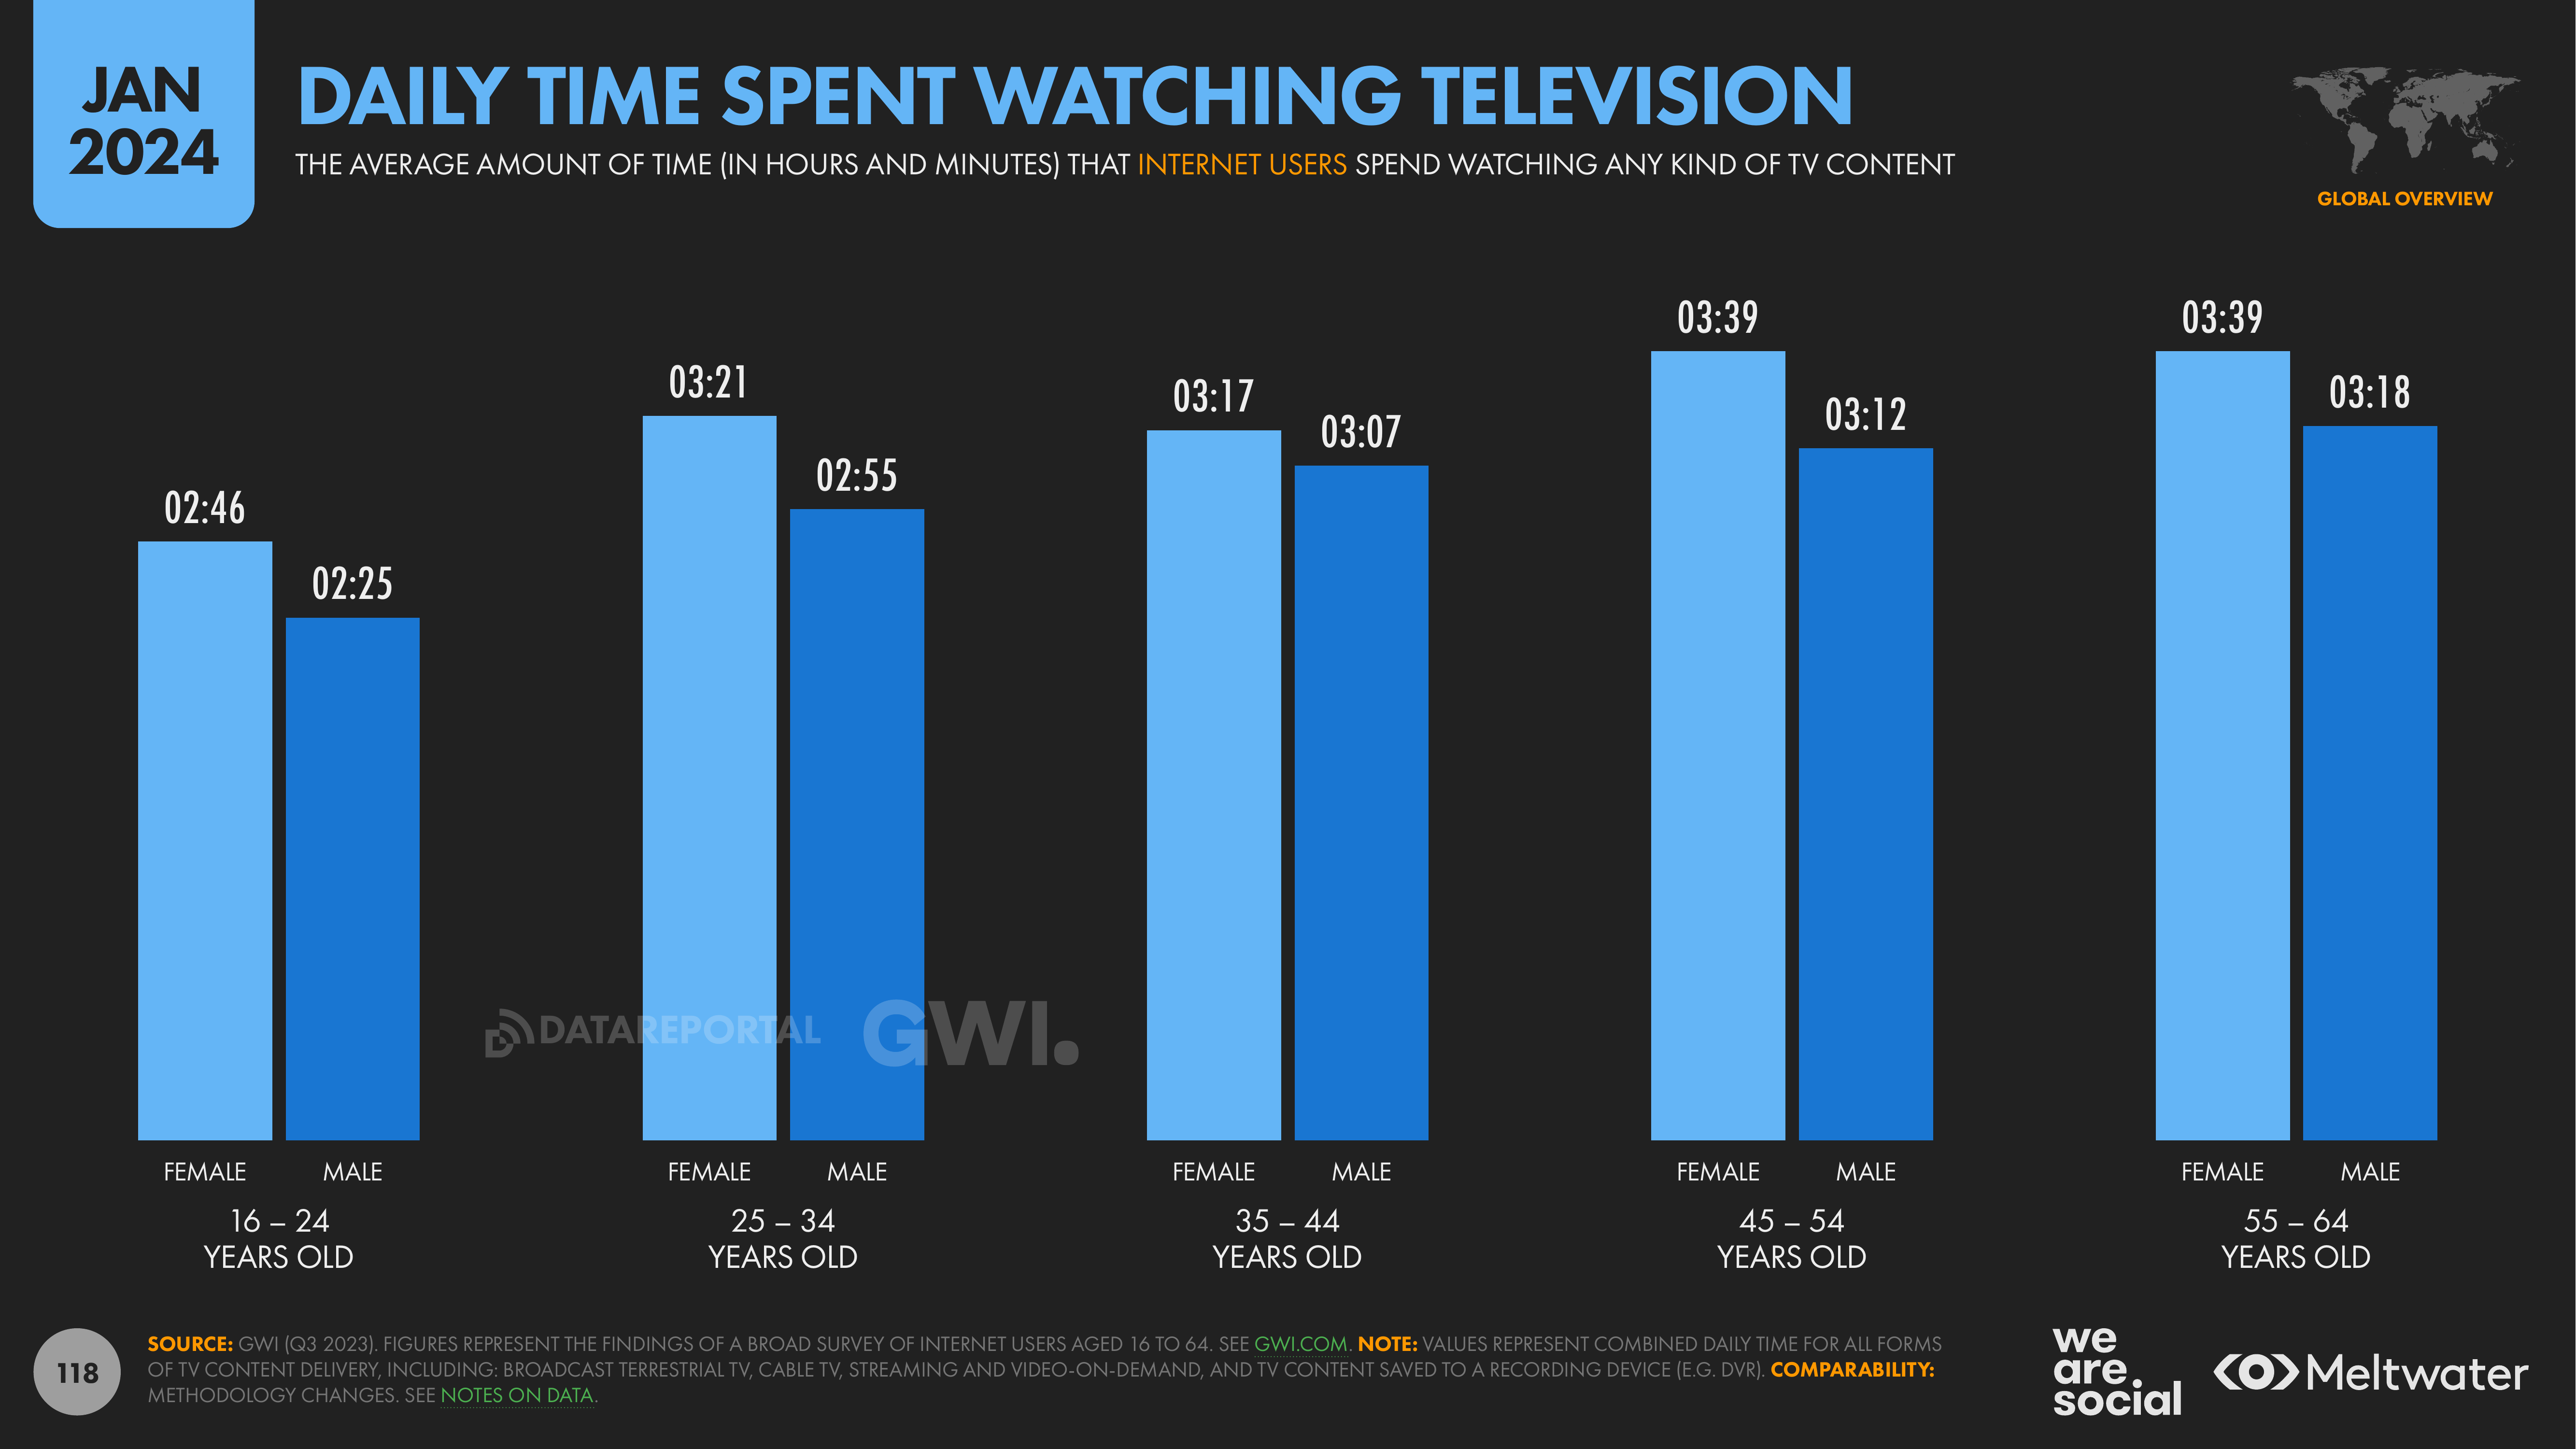 JAN
2024
DAILY TIME SPENT WATCHING TELEVISION
THE AVERAGE AMOUNT OF TIME (IN HOURS AND MINUTES) THAT INTERNET USERS SPEND WATCHING ANY KIND OF TV CONTENT
GLOBAL OVERVIEW
02:46
02:25
03:21
02:55
03:17
03:07
03:39
03:12
03:39
03:18
DATAREPORTAL
GWI.
FEMALE MALE FEMALE MALE FEMALE MALE FEMALE MALE FEMALE MALE
16 – 24 25 – 34 35 – 44 45 – 54 55 – 64
YEARS OLD YEARS OLD YEARS OLD YEARS OLD YEARS OLD
118
SOURCE: GWI (Q3 2023). FIGURES REPRESENT THE FINDINGS OF A BROAD SURVEY OF INTERNET USERS AGED 16 TO 64. SEE GWI.COM. NOTE: VALUES REPRESENT COMBINED DAILY TIME FOR ALL FORMS
OF TV CONTENT DELIVERY, INCLUDING: BROADCAST TERRESTRIAL TV, CABLE TV, STREAMING AND VIDEO-ON-DEMAND, AND TV CONTENT SAVED TO A RECORDING DEVICE (E.G. DVR). COMPARABILITY:
METHODOLOGY CHANGES. SEE NOTES ON DATA.
we
are
social
Meltwater